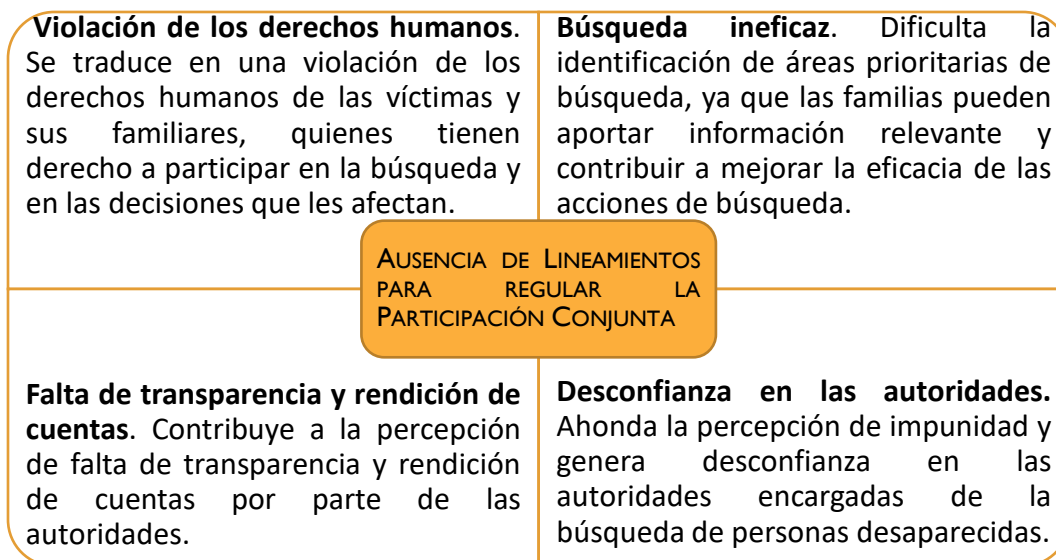 Violación de los derechos humanos.
Se traduce en una violación de los
derechos humanos de las víctimas y
sus familiares, quienes tienen
derecho a participar en la búsqueda y
en las decisiones que les afectan.
Búsqueda ineficaz. Dificulta la
identificación de áreas prioritarias de
búsqueda, ya que las familias pueden
aportar información relevante y
contribuir a mejorar la eficacia de las
acciones de búsqueda.
AUSENCIA DE LINEAMIENTOS
PARA REGULAR LA
PARTICIPACIÓN CONJUNTA
Falta de transparencia y rendición de
cuentas. Contribuye a la percepción
de falta de transparencia y rendición
de cuentas por parte de las
autoridades.
Desconfianza en las autoridades.
Ahonda la percepción de impunidad y
genera desconfianza en las
autoridades encargadas de la
búsqueda de personas desaparecidas.